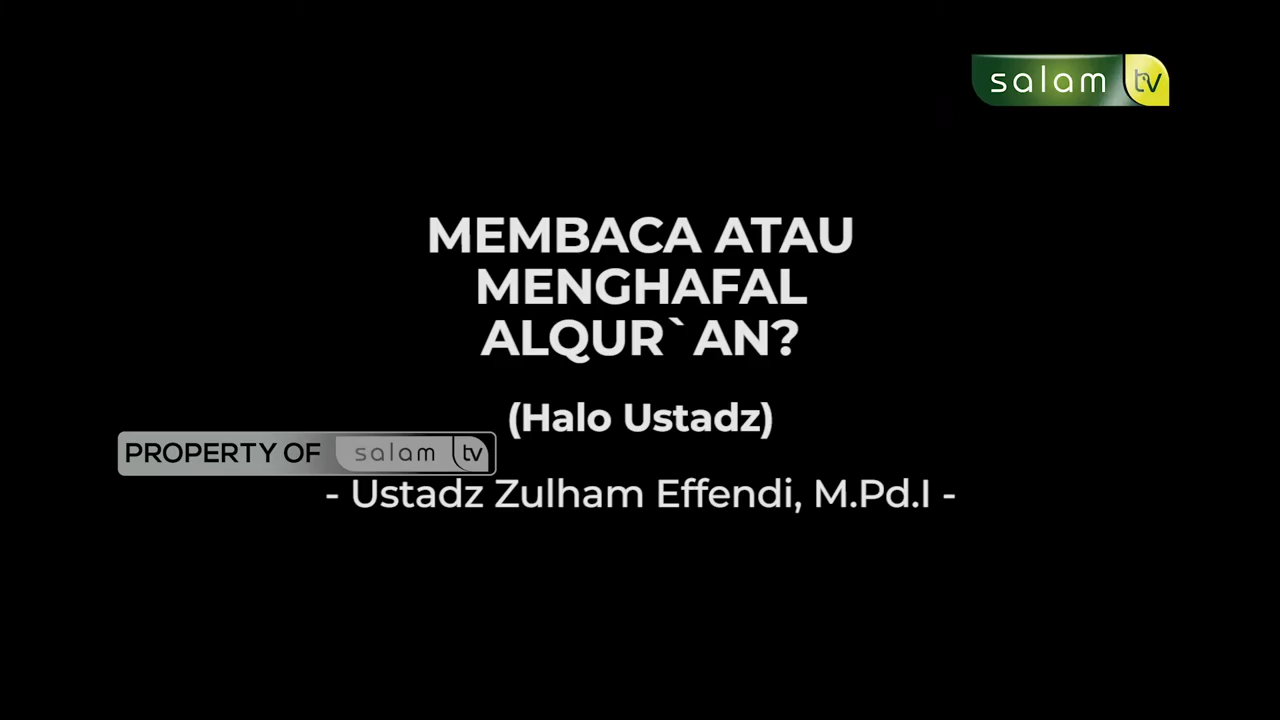 salam tv
MEMBACA ATAU
MENGHAFAL
ALQUR`AN?
(Halo Ustadz)
PROPERTY OF salam tv
- Ustadz Zulham Effendi, M.Pd.I -